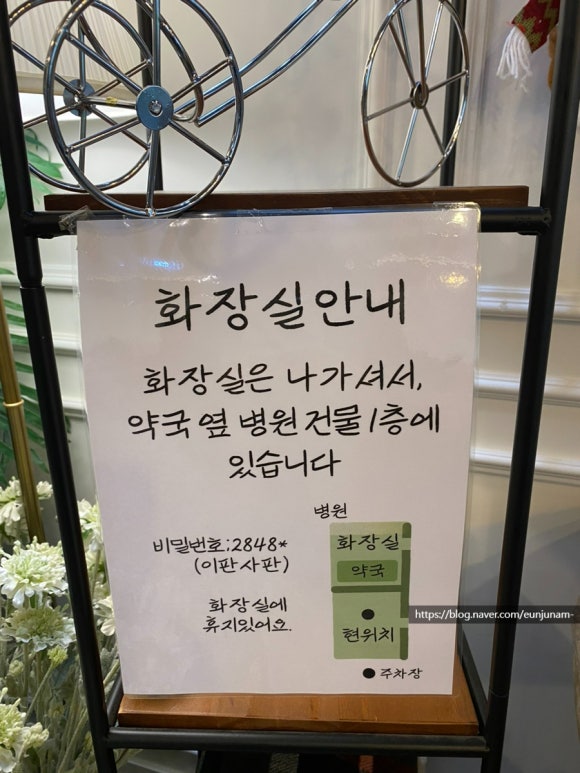 화장실안내
화장실은 나가셔서,
약국 옆 병원 건물 1층에
있습니다
비밀번호;2848*
(이판사판)
화장실에
휴지있어요.
병원
화장실
약국
현위치
주차장
https://blog.naver.com/eunjunam-